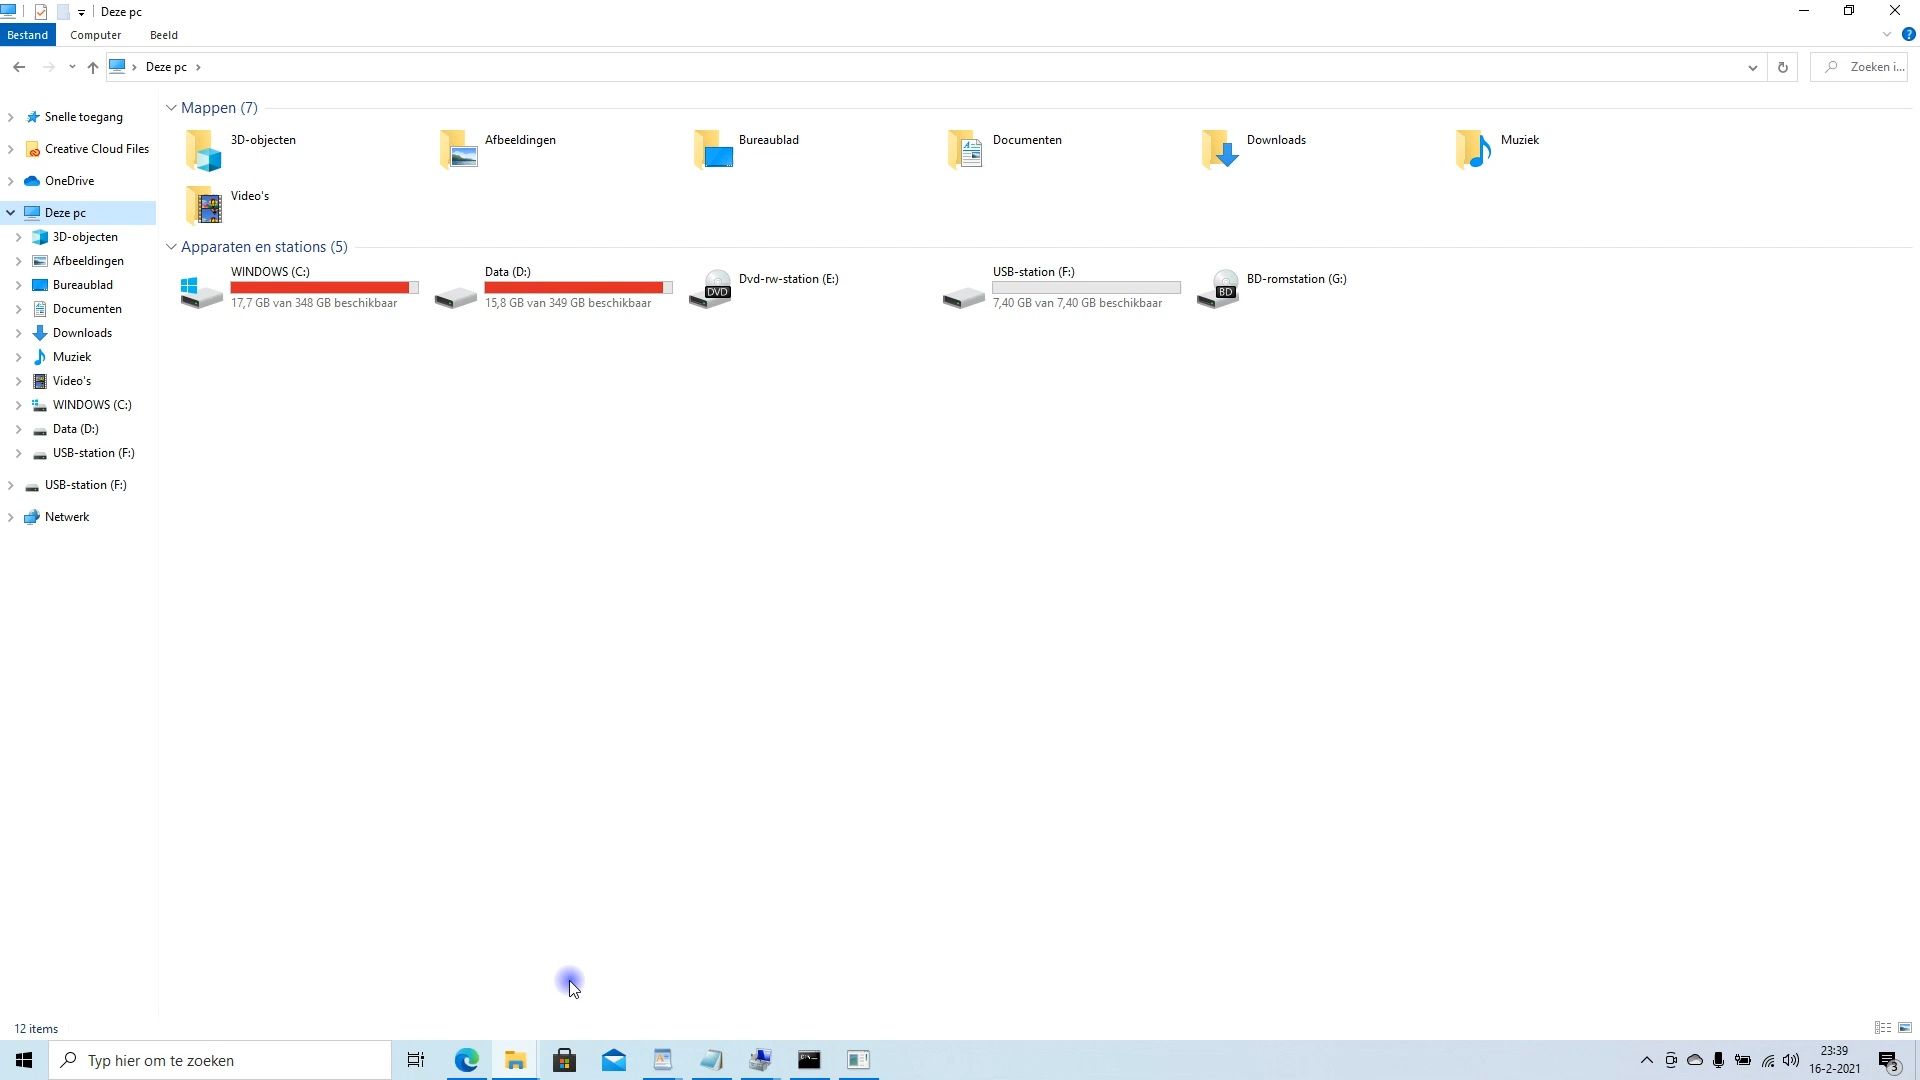 Deze pc
Bestand
Computer
Beeld
Deze pc
Zoeken i...
Snelle toegang
Creative Cloud Files
OneDrive
Deze pc
3D-objecten
Afbeeldingen
Bureaublad
Documenten
Downloads
Muziek
Video's
WINDOWS (C:)
Data (D:)
USB-station (F:)
USB-station (F:)
Netwerk
Mappen (7)
3D-objecten
Afbeeldingen
Bureaublad
Documenten
Downloads
Muziek
Video's
Apparaten en stations (5)
WINDOWS (C:)
17,7 GB van 348 GB beschikbaar
Data (D:)
15,8 GB van 349 GB beschikbaar
DVD
Dvd-rw-station (E:)
USB-station (F:)
7,40 GB van 7,40 GB beschikbaar
BD
BD-romstation (G:)
12 items
Typ hier om te zoeken
23:39
16-2-2021
3